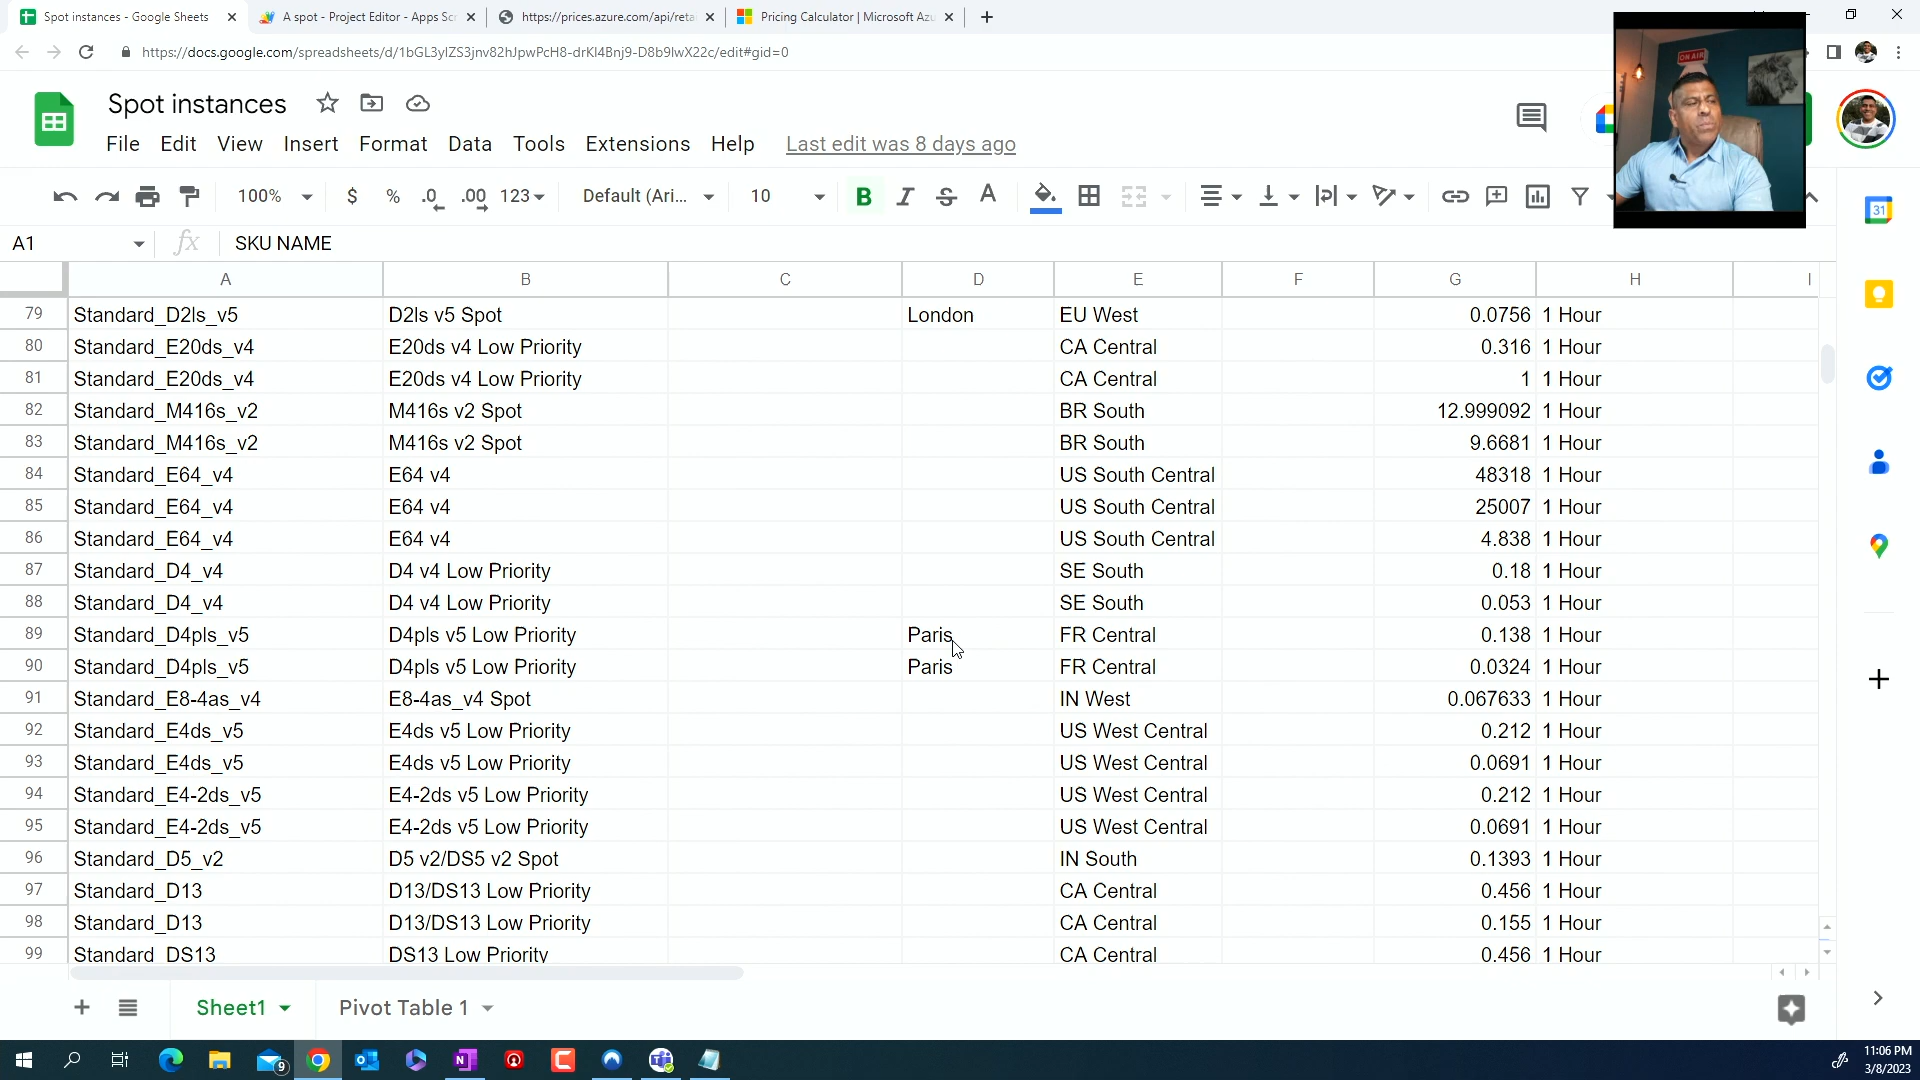 Spot instances - Google Sheets
A spot - Project Editor - Apps Scr
https://prices.azure.com/api/reta
Pricing Calculator | Microsoft Azu
https://docs.google.com/spreadsheets/d/1bGL3yIZS3jnv82hJpwPcH8-drKl4Bnj9-D8b9lwX22c/edit#gid=0
ON AIR
Spot instances
File Edit View Insert Format Data Tools Extensions Help Last edit was 8 days ago
100% $ % .0 .00 123 Default (Ari... 10 B I S A
31
A1 fx SKU NAME
A B C D E F G H I
79 Standard_D2ls_v5 D2ls v5 Spot London EU West 0.0756 1 Hour
80 Standard_E20ds_v4 E20ds v4 Low Priority CA Central 0.316 1 Hour
81 Standard_E20ds_v4 E20ds v4 Low Priority CA Central 1 1 Hour
82 Standard_M416s_v2 M416s v2 Spot BR South 12.999092 1 Hour
83 Standard_M416s_v2 M416s v2 Spot BR South 9.6681 1 Hour
84 Standard_E64_v4 E64 v4 US South Central 48318 1 Hour
85 Standard_E64_v4 E64 v4 US South Central 25007 1 Hour
86 Standard_E64_v4 E64 v4 US South Central 4.838 1 Hour
87 Standard_D4_v4 D4 v4 Low Priority SE South 0.18 1 Hour
88 Standard_D4_v4 D4 v4 Low Priority SE South 0.053 1 Hour
89 Standard_D4pls_v5 D4pls v5 Low Priority Paris FR Central 0.138 1 Hour
90 Standard_D4pls_v5 D4pls v5 Low Priority Paris FR Central 0.0324 1 Hour
91 Standard_E8-4as_v4 E8-4as_v4 Spot IN West 0.067633 1 Hour
92 Standard_E4ds_v5 E4ds v5 Low Priority US West Central 0.212 1 Hour
93 Standard_E4ds_v5 E4ds v5 Low Priority US West Central 0.0691 1 Hour
94 Standard_E4-2ds_v5 E4-2ds v5 Low Priority US West Central 0.212 1 Hour
95 Standard_E4-2ds_v5 E4-2ds v5 Low Priority US West Central 0.0691 1 Hour
96 Standard_D5_v2 D5 v2/DS5 v2 Spot IN South 0.1393 1 Hour
97 Standard_D13 D13/DS13 Low Priority CA Central 0.456 1 Hour
98 Standard_D13 D13/DS13 Low Priority CA Central 0.155 1 Hour
99 Standard_DS13 DS13 Low Priority CA Central 0.456 1 Hour
Sheet1 Pivot Table 1
9
11:06 PM
3/8/2023